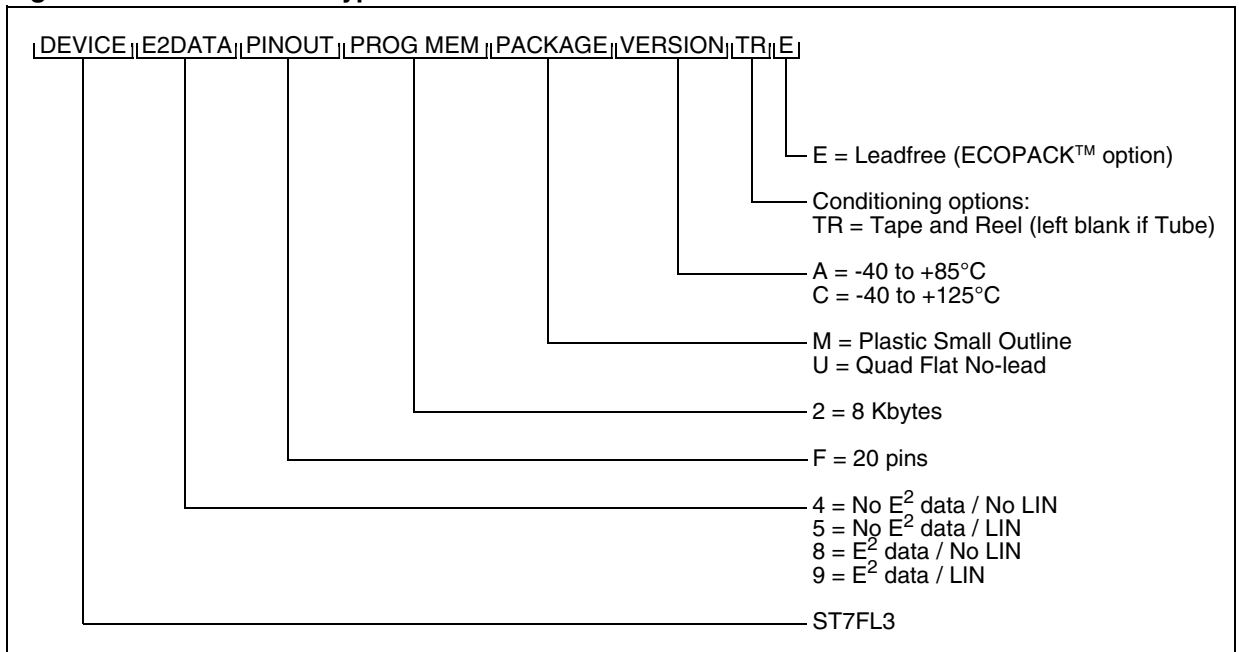 DEVICE E2DATA PINOUT PROG MEM PACKAGE VERSION TR E
E = Leadfree (ECOPACK™ option)
Conditioning options:
TR = Tape and Reel (left blank if Tube)
A = -40 to +85°C
C = -40 to +125°C
M = Plastic Small Outline
U = Quad Flat No-lead
2 = 8 Kbytes
F = 20 pins
4 = No E² data / No LIN
5 = No E² data / LIN
8 = E² data / No LIN
9 = E² data / LIN
ST7FL3